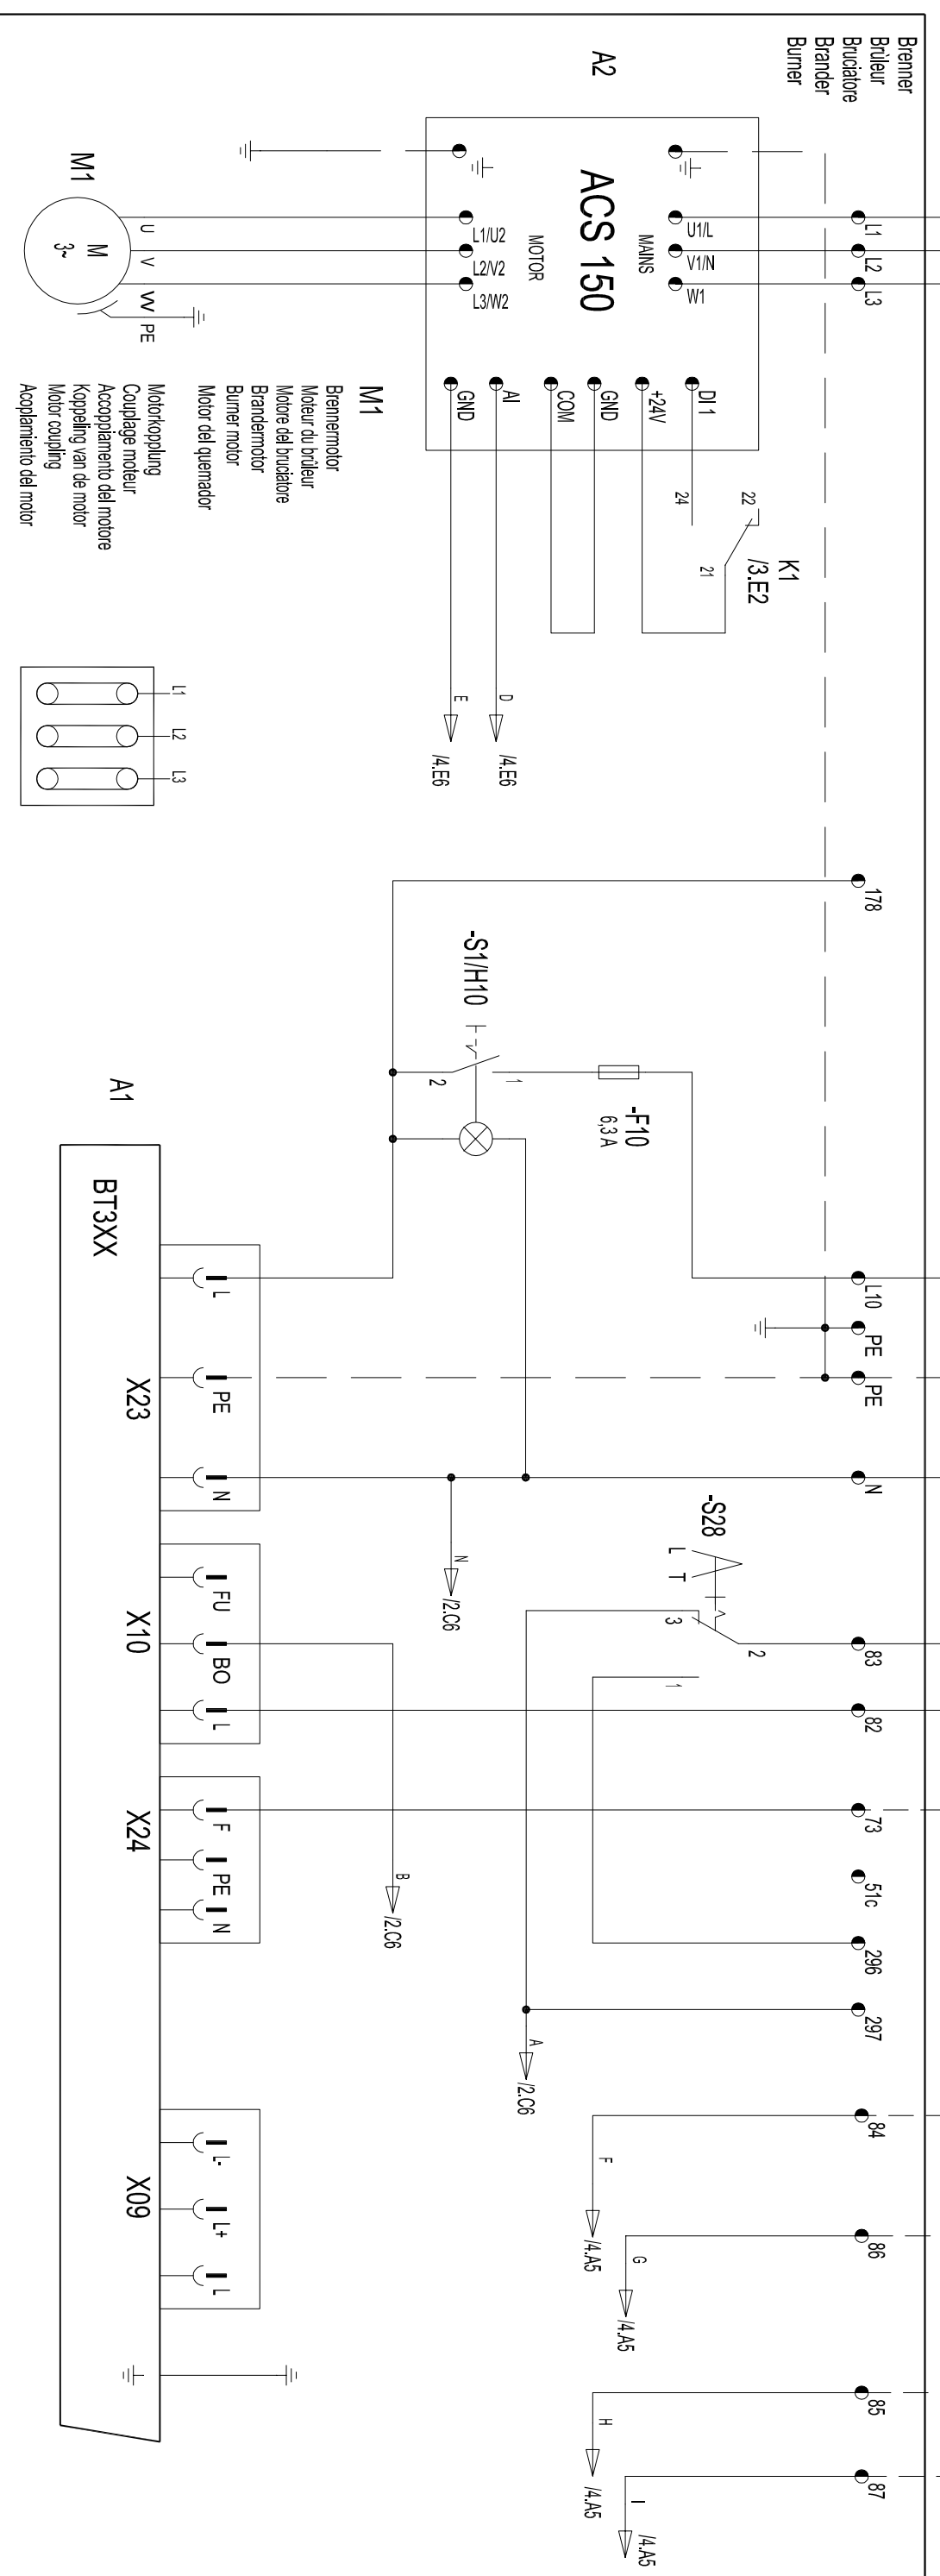 Brenner
Brûleur
Bruciatore
Brander
Burner
L1
L2
L3
178
L10
PE
PE
N
83
82
73
51c
296
297
84
86
85
87
A2
ACS 150
MAINS
U1/L
V1/N
W1
MOTOR
L1/U2
L2/V2
L3/W2
DI 1
+24V
GND
COM
AI
GND
24
22
21
K1
/3.E2
D
/4.E6
E
/4.E6
M1
M
3~
U
V
W
PE
M1
Brennermotor
Moteur du brûleur
Motore del bruciatore
Brandermotor
Burner motor
Motor del quemador
Motorkopplung
Couplage moteur
Accoppiamento del motore
Koppeling van de motor
Motor coupling
Acoplamiento del motor
L1
L2
L3
-S1/H10
1
2
-F10
6,3 A
-S28
L T
3
2
1
N
/2.C6
B
/2.C6
A
/2.C6
F
/4.A5
G
/4.A5
H
/4.A5
I
/4.A5
A1
BT3XX
L
PE
N
X23
FU
BO
L
X10
F
PE
N
X24
L-
L+
L
X09